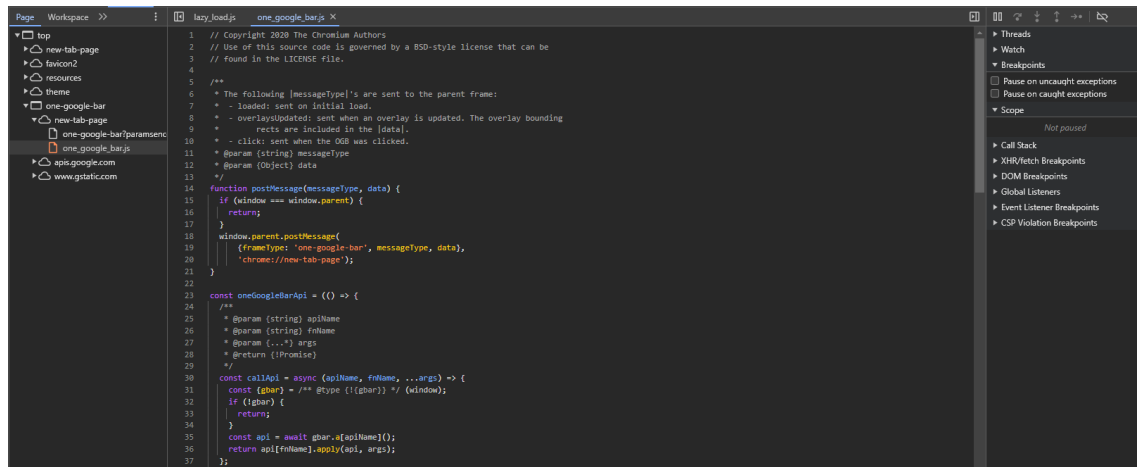 Page Workspace
top
new-tab-page
favicon2
resources
theme
one-google-bar
new-tab-page
one-google-bar?paramsenc
one_google_bar.js
apis.google.com
www.gstatic.com
lazy_load.js one_google_bar.js ×
1 // Copyright 2020 The Chromium Authors
2 // Use of this source code is governed by a BSD-style license that can be
3 // found in the LICENSE file.
4
5 /**
6 * The following |messageType|'s are sent to the parent frame:
7 * - loaded: sent on initial load.
8 * - overlaysUpdated: sent when an overlay is updated. The overlay bounding
9 * rects are included in the |data|.
10 * - click: sent when the OGB was clicked.
11 * @param {string} messageType
12 * @param {Object} data
13 */
14 function postMessage(messageType, data) {
15 if (window === window.parent) {
16 return;
17 }
18 window.parent.postMessage(
19 {frameType: 'one-google-bar', messageType, data},
20 'chrome://new-tab-page');
21 }
22
23 const oneGoogleBarApi = (() => {
24 /**
25 * @param {string} apiName
26 * @param {string} fnName
27 * @param {...*} args
28 * @return {!Promise}
29 */
30 const callApi = async (apiName, fnName, ...args) => {
31 const {gbar} = /** @type {!{gbar}} */ (window);
32 if (!gbar) {
33 return;
34 }
35 const api = await gbar.a[apiName]();
36 return api[fnName].apply(api, args);
37 };
Threads
Watch
Breakpoints
Pause on uncaught exceptions
Pause on caught exceptions
Scope
Not paused
Call Stack
XHR/fetch Breakpoints
DOM Breakpoints
Global Listeners
Event Listener Breakpoints
CSP Violation Breakpoints